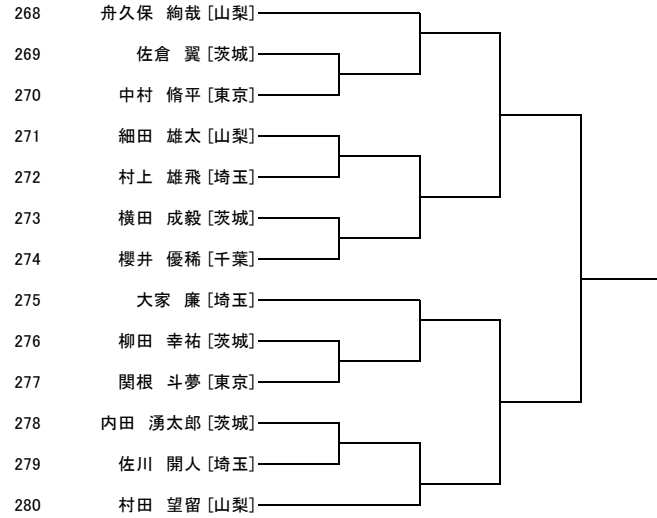 268 舟久保 絢哉 [山梨]
269 佐倉 翼 [茨城]
270 中村 脩平 [東京]
271 細田 雄太 [山梨]
272 村上 雄飛 [埼玉]
273 横田 成毅 [茨城]
274 櫻井 優稀 [千葉]
275 大家 廉 [埼玉]
276 柳田 幸祐 [茨城]
277 関根 斗夢 [東京]
278 内田 湧太郎 [茨城]
279 佐川 開人 [埼玉]
280 村田 望留 [山梨]